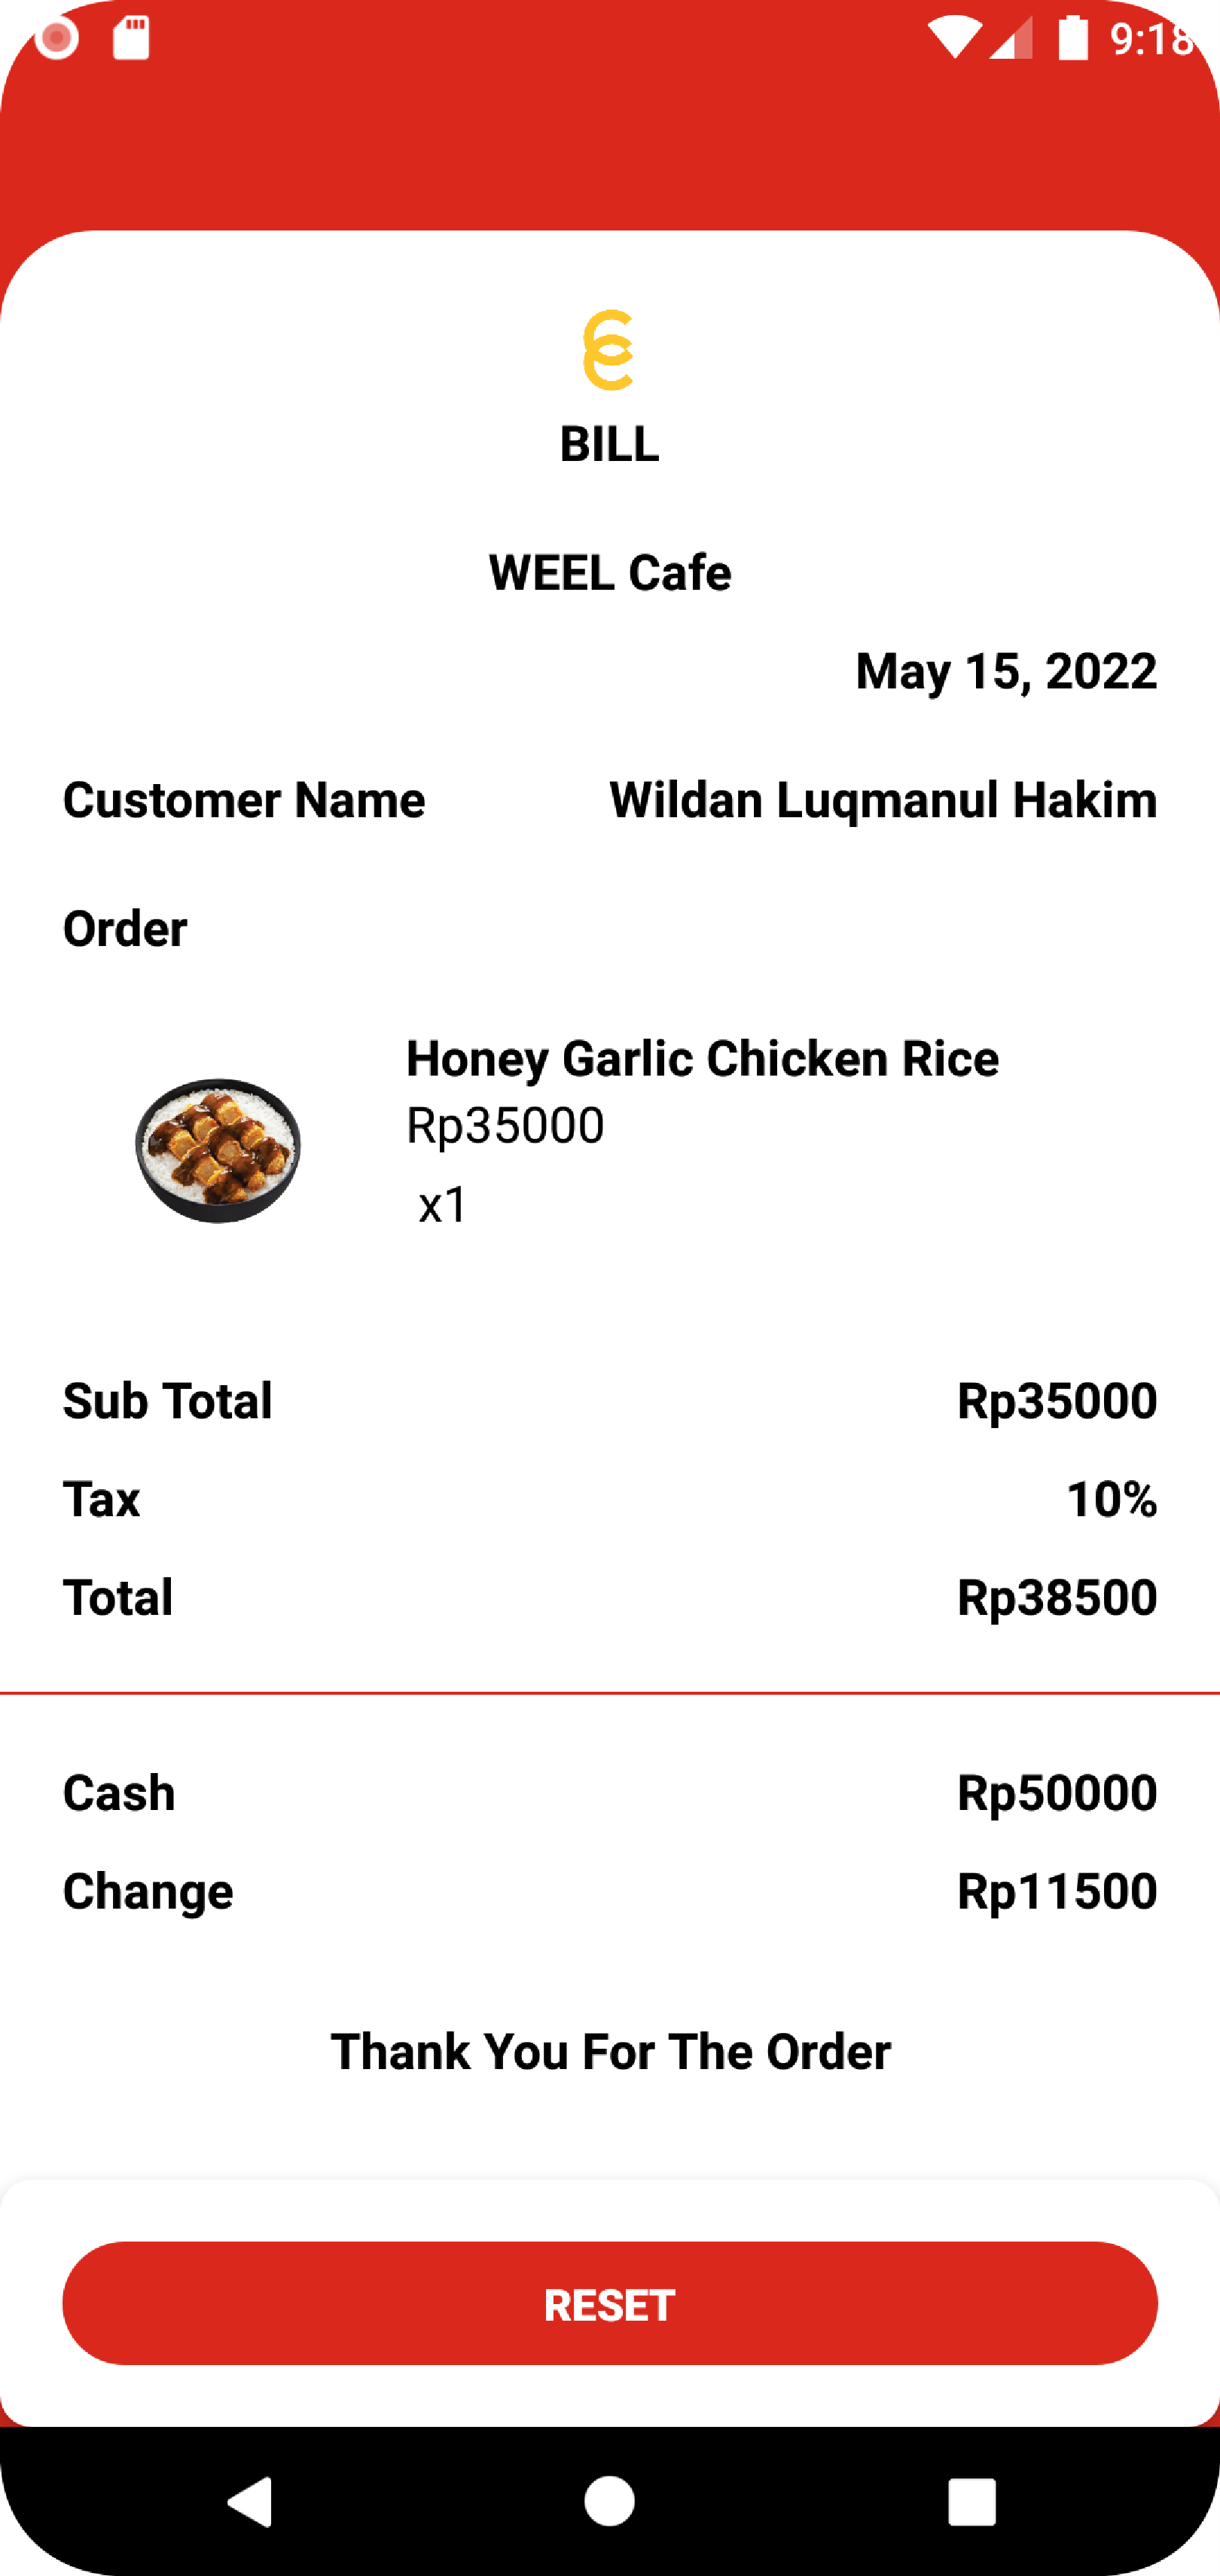 9:18
BILL
WEEL Cafe
May 15, 2022
Customer Name Wildan Luqmanul Hakim
Order
Honey Garlic Chicken Rice
Rp35000
x1
Sub Total Rp35000
Tax 10%
Total Rp38500
Cash Rp50000
Change Rp11500
Thank You For The Order
RESET